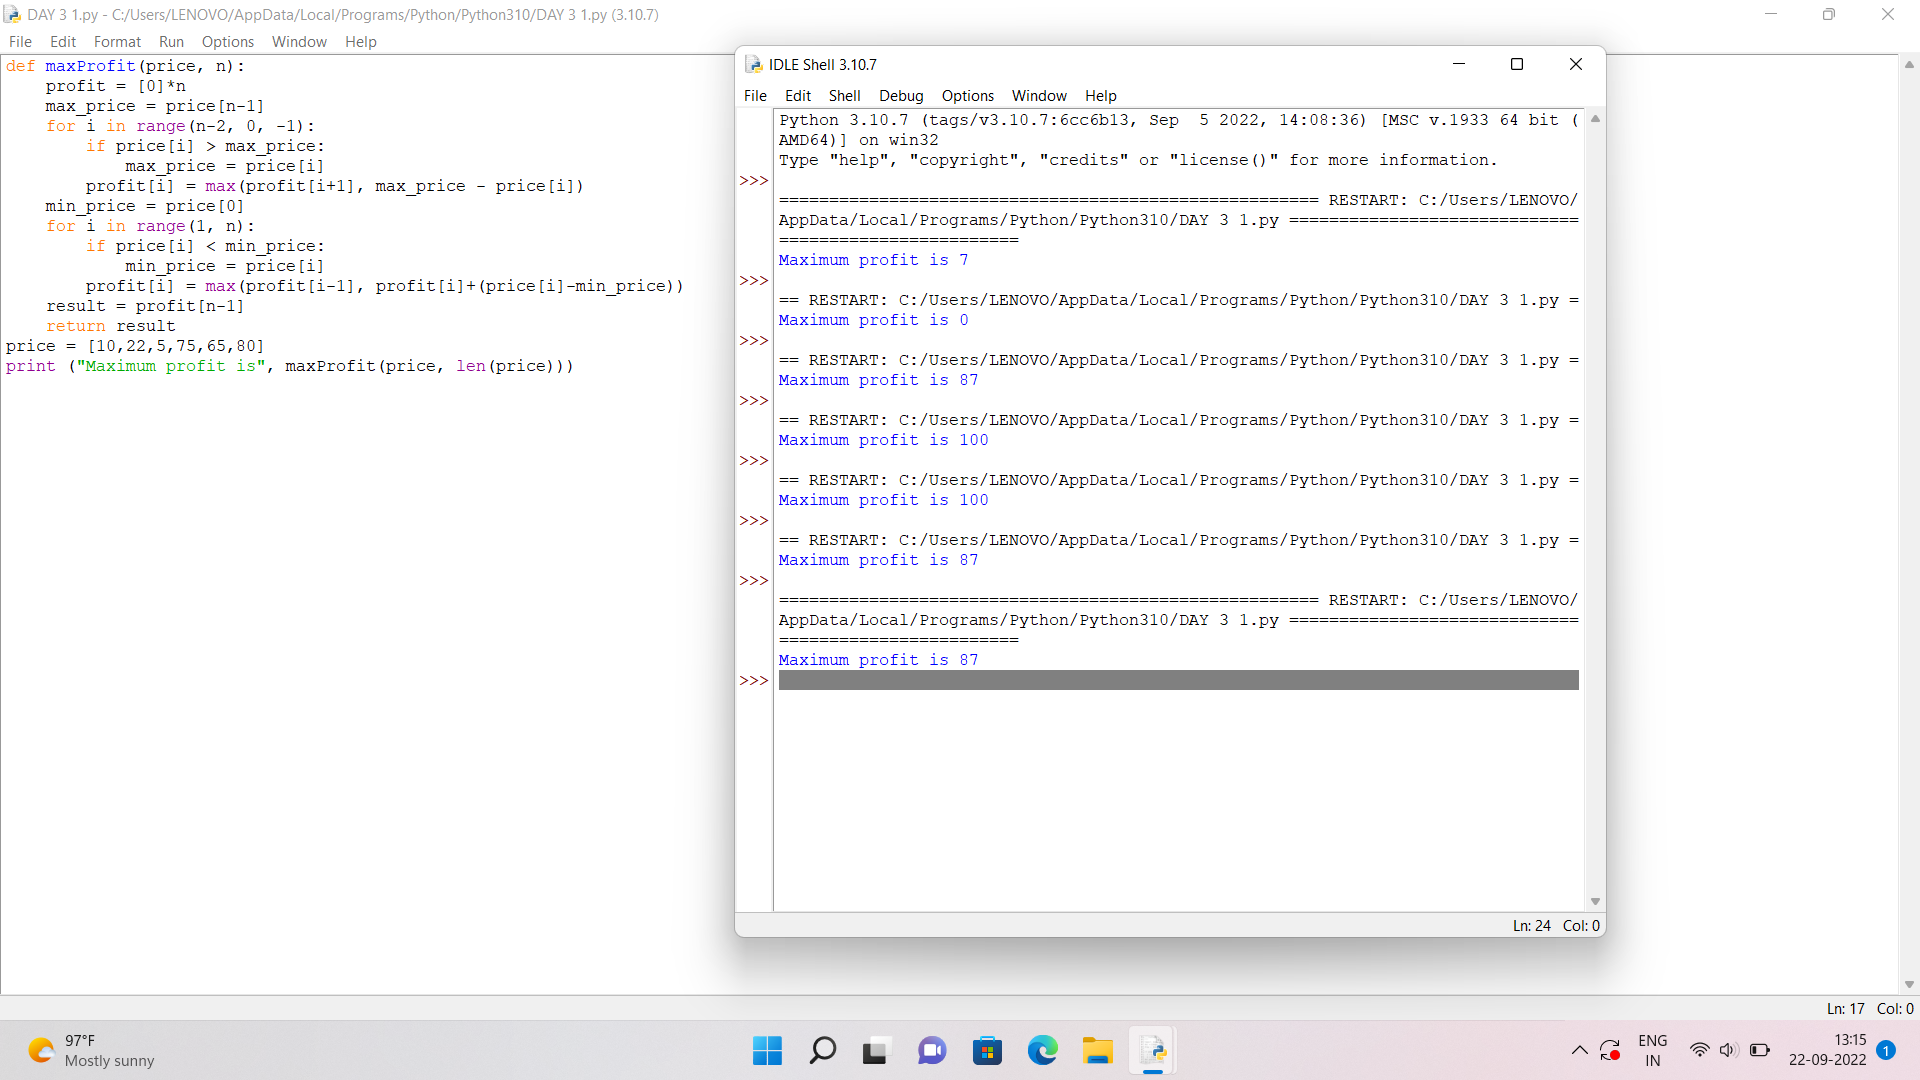 DAY 3 1.py - C:/Users/LENOVO/AppData/Local/Programs/Python/Python310/DAY 3 1.py (3.10.7)
File Edit Format Run Options Window Help
def maxProfit(price, n):
    profit = [0]*n
    max_price = price[n-1]
    for i in range(n-2, 0, -1):
        if price[i] > max_price:
            max_price = price[i]
        profit[i] = max(profit[i+1], max_price - price[i])
    min_price = price[0]
    for i in range(1, n):
        if price[i] < min_price:
            min_price = price[i]
        profit[i] = max(profit[i-1], profit[i]+(price[i]-min_price))
    result = profit[n-1]
    return result
price = [10,22,5,75,65,80]
print ("Maximum profit is", maxProfit(price, len(price)))
IDLE Shell 3.10.7
File Edit Shell Debug Options Window Help
Python 3.10.7 (tags/v3.10.7:6cc6b13, Sep  5 2022, 14:08:36) [MSC v.1933 64 bit (
AMD64)] on win32
Type "help", "copyright", "credits" or "license()" for more information.
>>>
====================================================== RESTART: C:/Users/LENOVO/
AppData/Local/Programs/Python/Python310/DAY 3 1.py =============================
========================
Maximum profit is 7
>>>
== RESTART: C:/Users/LENOVO/AppData/Local/Programs/Python/Python310/DAY 3 1.py =
Maximum profit is 0
>>>
== RESTART: C:/Users/LENOVO/AppData/Local/Programs/Python/Python310/DAY 3 1.py =
Maximum profit is 87
>>>
== RESTART: C:/Users/LENOVO/AppData/Local/Programs/Python/Python310/DAY 3 1.py =
Maximum profit is 100
>>>
== RESTART: C:/Users/LENOVO/AppData/Local/Programs/Python/Python310/DAY 3 1.py =
Maximum profit is 100
>>>
== RESTART: C:/Users/LENOVO/AppData/Local/Programs/Python/Python310/DAY 3 1.py =
Maximum profit is 87
>>>
====================================================== RESTART: C:/Users/LENOVO/
AppData/Local/Programs/Python/Python310/DAY 3 1.py =============================
========================
Maximum profit is 87
>>>
Ln: 24 Col: 0
Ln: 17 Col: 0
97°F
Mostly sunny
ENG
IN
13:15
22-09-2022
1